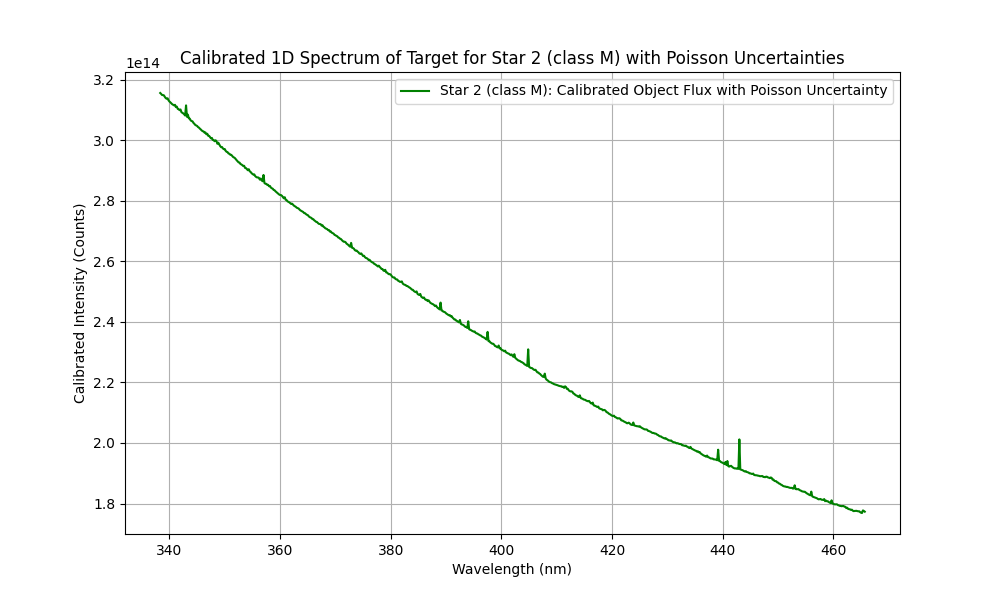 Calibrated 1D Spectrum of Target for Star 2 (class M) with Poisson Uncertainties
1e14
Star 2 (class M): Calibrated Object Flux with Poisson Uncertainty
3.2
3.0
2.8
2.6
2.4
2.2
2.0
1.8
Calibrated Intensity (Counts)
340 360 380 400 420 440 460
Wavelength (nm)